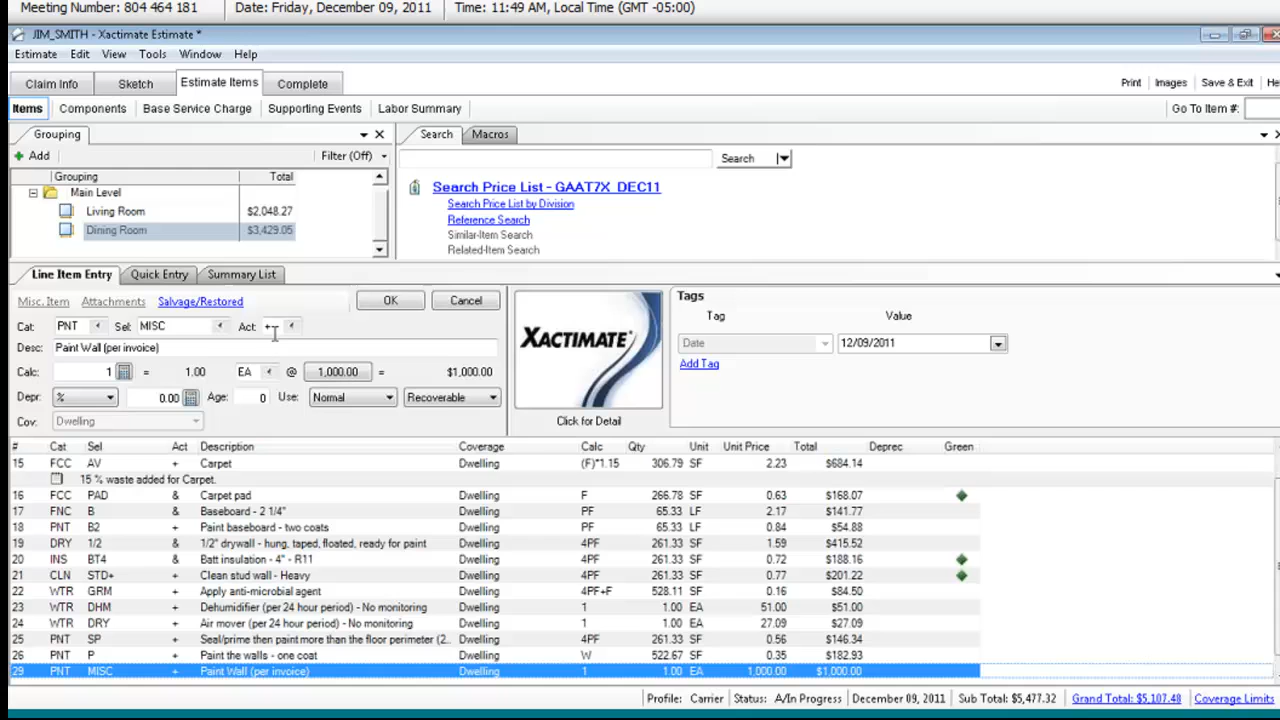 Meeting Number: 804 464 181 Date: Friday, December 09, 2011 Time: 11:49 AM, Local Time (GMT -05:00)
JIM_SMITH - Xactimate Estimate *
Estimate Edit View Tools Window Help
Claim Info Sketch Estimate Items Complete Print Images Save & Exit
Items Components Base Service Charge Supporting Events Labor Summary Go To Item #:
Grouping Search Macros
Add Filter (Off) Search
Grouping Total
Main Level
Living Room $2,048.27
Dining Room $3,429.05
Search Price List - GAAT7X_DEC11
Search Price List by Division
Reference Search
Similar-Item Search
Related-Item Search
Line Item Entry Quick Entry Summary List
Misc. Item Attachments Salvage/Restored OK Cancel
Cat: PNT Sel: MISC Act: +
Desc: Paint Wall (per invoice)
Calc: 1 = 1.00 EA @ 1,000.00 = $1,000.00
Depr: % 0.00 Age: 0 Use: Normal Recoverable
Cov: Dwelling
XACTIMATE®
Click for Detail
Tags
Tag Value
Date 12/09/2011
Add Tag
# Cat Sel Act Description Coverage Calc Qty Unit Unit Price Total Deprec Green
15 FCC AV + Carpet Dwelling (F)*1.15 306.79 SF 2.23 $684.14
15 % waste added for Carpet.
16 FCC PAD & Carpet pad Dwelling F 266.78 SF 0.63 $168.07
17 FNC B & Baseboard - 2 1/4" Dwelling PF 65.33 LF 2.17 $141.77
18 PNT B2 + Paint baseboard - two coats Dwelling PF 65.33 LF 0.84 $54.88
19 DRY 1/2 & 1/2" drywall - hung, taped, floated, ready for paint Dwelling 4PF 261.33 SF 1.59 $415.52
20 INS BT4 & Batt insulation - 4" - R11 Dwelling 4PF 261.33 SF 0.72 $188.16
21 CLN STD+ + Clean stud wall - Heavy Dwelling 4PF 261.33 SF 0.77 $201.22
22 WTR GRM + Apply anti-microbial agent Dwelling 4PF+F 528.11 SF 0.16 $84.50
23 WTR DHM + Dehumidifier (per 24 hour period) - No monitoring Dwelling 1 1.00 EA 51.00 $51.00
24 WTR DRY + Air mover (per 24 hour period) - No monitoring Dwelling 1 1.00 EA 27.09 $27.09
25 PNT SP + Seal/prime then paint more than the floor perimeter (2... Dwelling 4PF 261.33 SF 0.56 $146.34
26 PNT P + Paint the walls - one coat Dwelling W 522.67 SF 0.35 $182.93
29 PNT MISC + Paint Wall (per invoice) Dwelling 1 1.00 EA 1,000.00 $1,000.00
Profile: Carrier Status: A/In Progress December 09, 2011 Sub Total: $5,477.32 Grand Total: $5,107.48 Coverage Limits